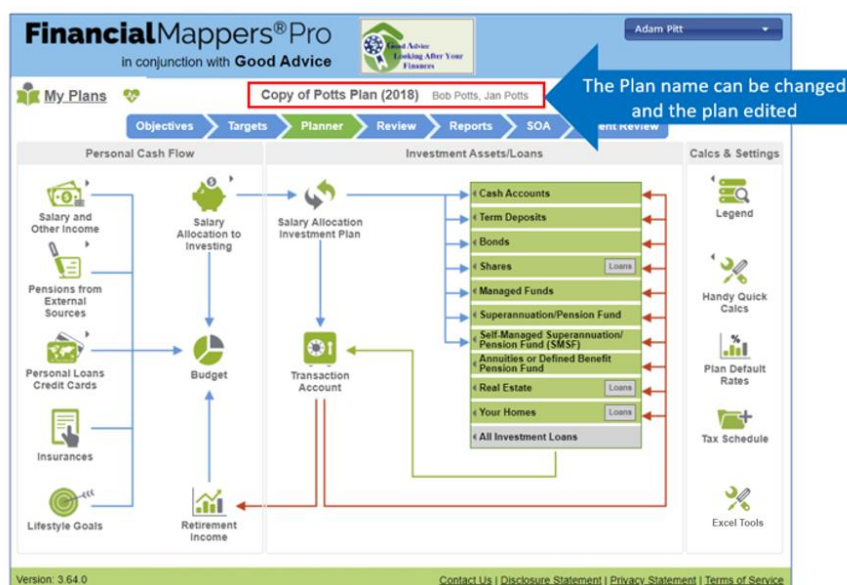 FinancialMappers®Pro
in conjunction with Good Advice
Good Advice
Looking After Your
Finances
Adam Pitt
The Plan name can be changed
and the plan edited
My Plans
Copy of Potts Plan (2018) Bob Potts, Jan Potts
Objectives Targets Planner Review Reports SOA ent Review
Personal Cash Flow
Investment Assets/Loans
Calcs & Settings
Salary and
Other Income
Pensions from
External
Sources
Personal Loans
Credit Cards
Insurances
Lifestyle Goals
Salary
Allocation to
Investing
Budget
Retirement
Income
Salary Allocation
Investment Plan
Transaction
Account
Cash Accounts
Term Deposits
Bonds
Shares Loans
Managed Funds
Superannuation/Pension Fund
Self-Managed Superannuation/
Pension Fund (SMSF)
Annuities or Defined Benefit
Pension Fund
Real Estate Loans
Your Homes Loans
All Investment Loans
Legend
Handy Quick
Calcs
%
Plan Default
Rates
Tax Schedule
Excel Tools
Version: 3.64.0
Contact Us | Disclosure Statement | Privacy Statement | Terms of Service